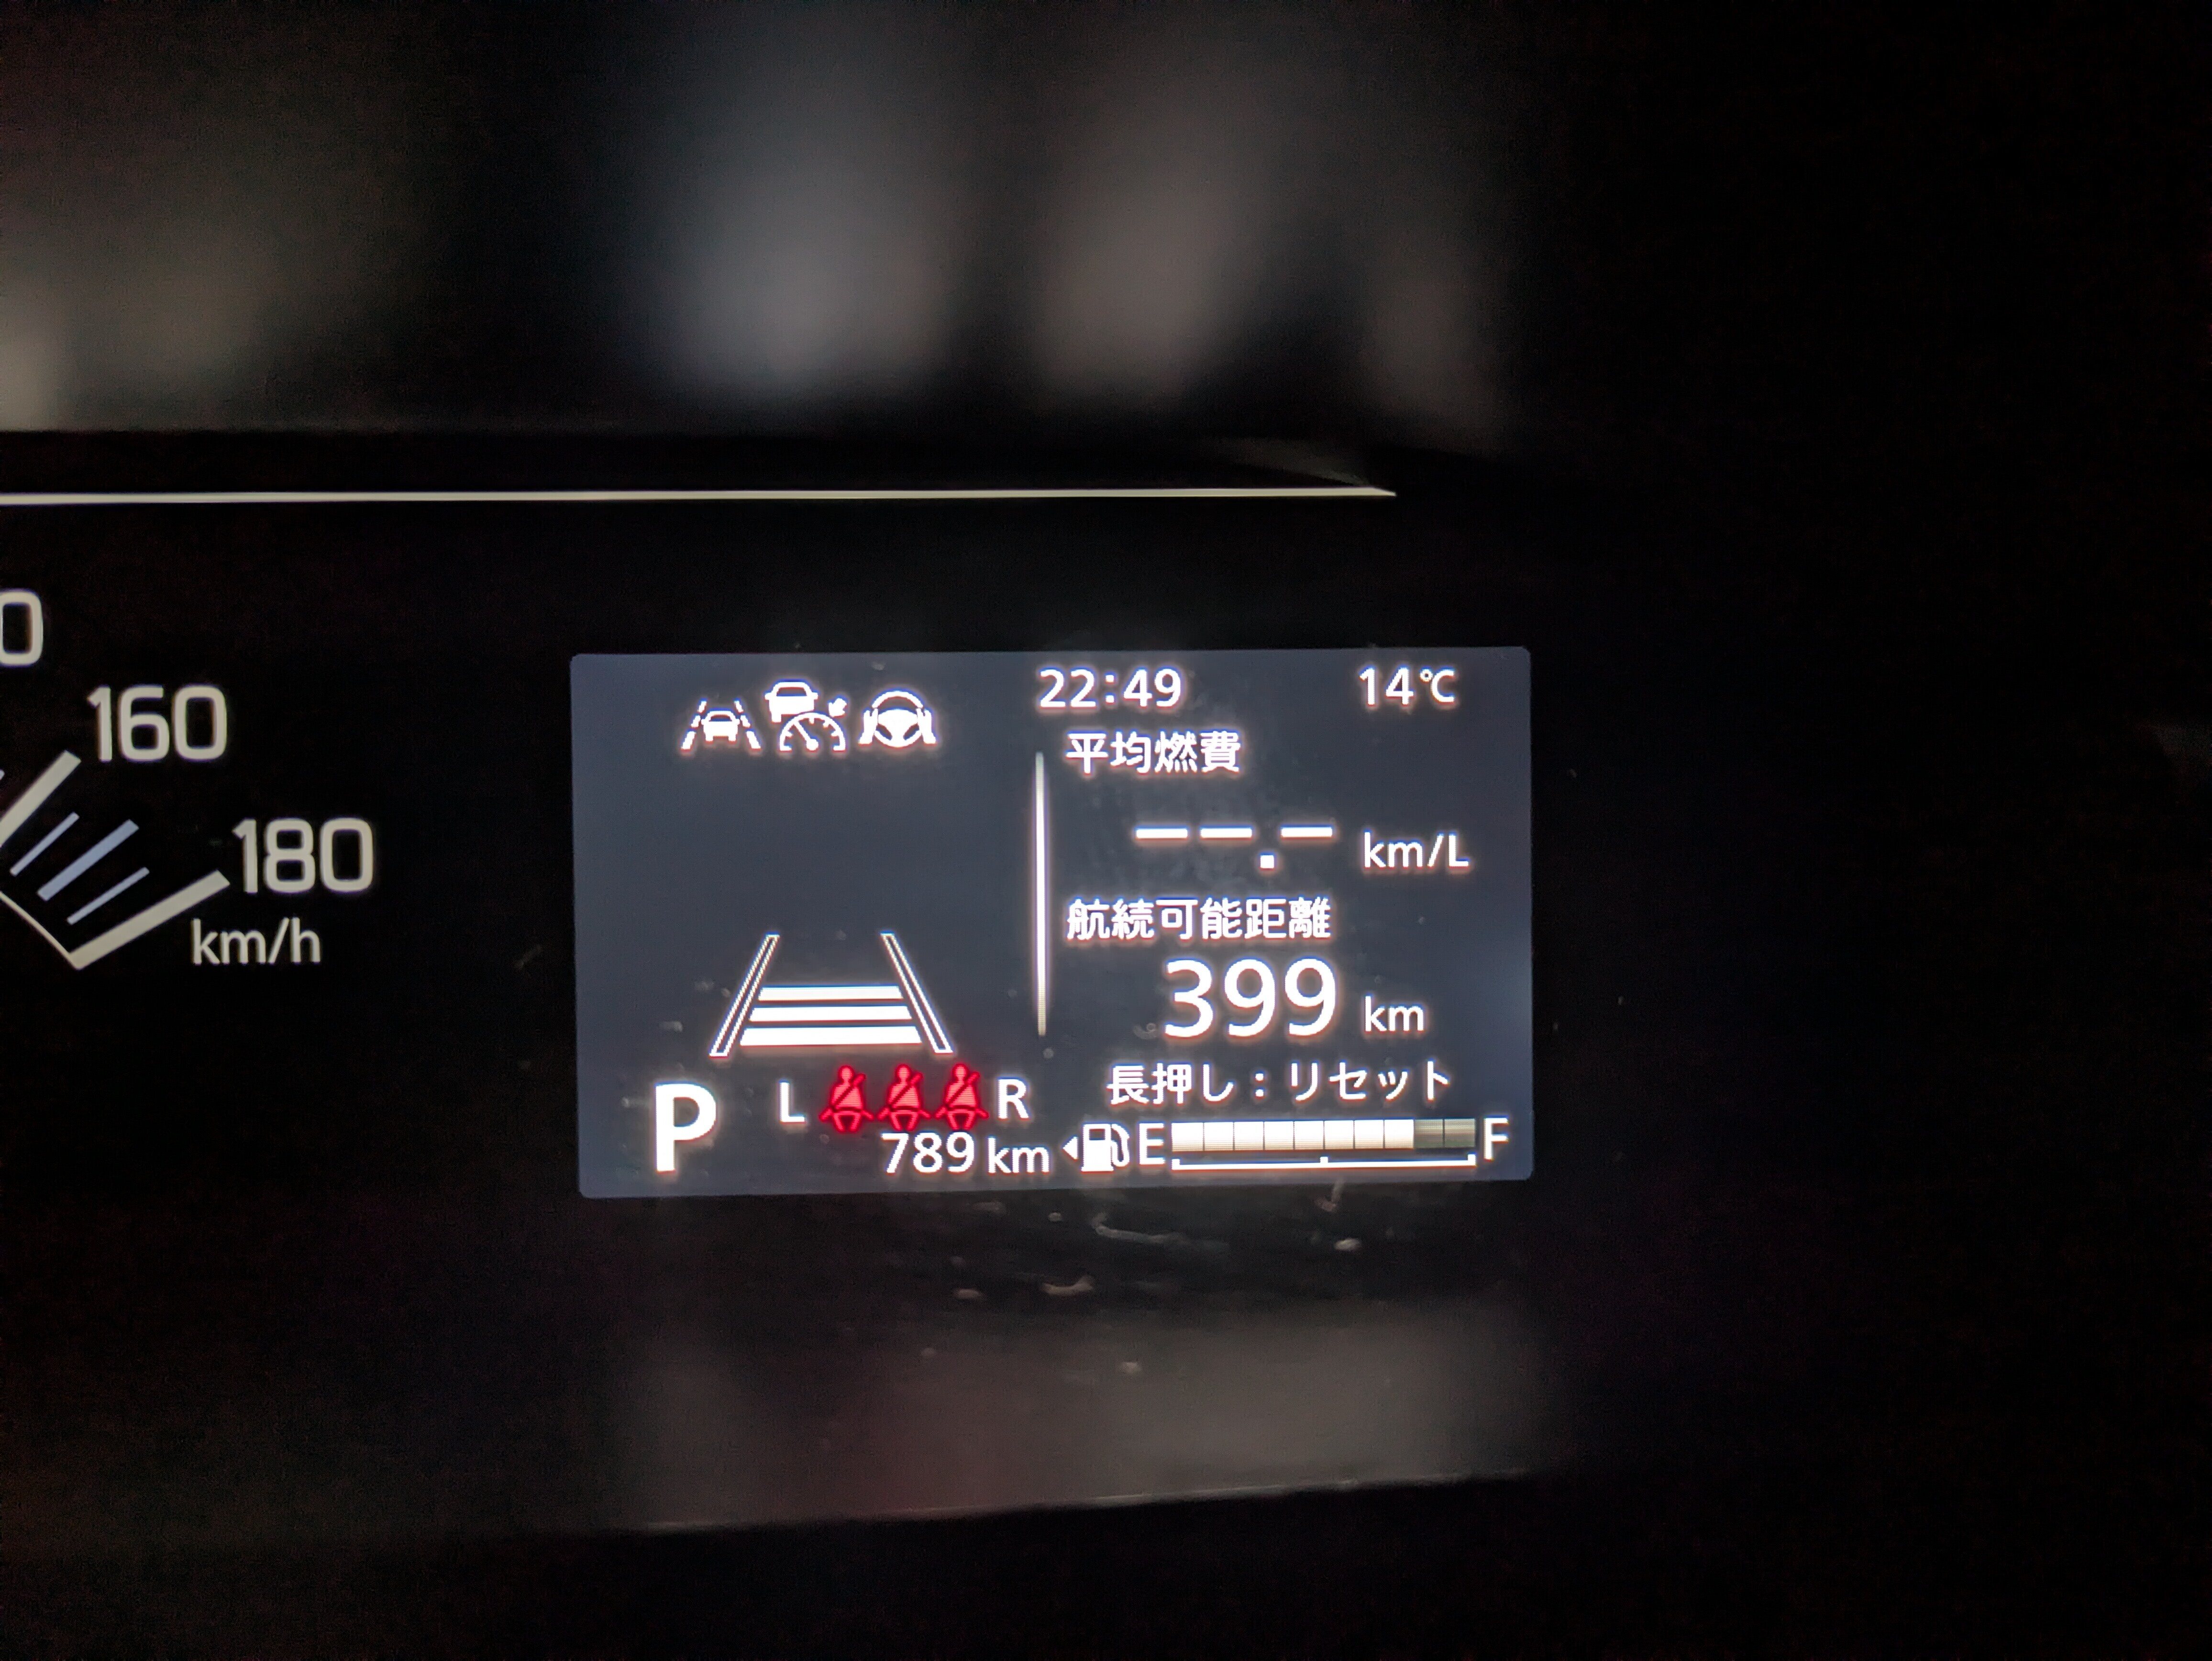 0
160
180
km/h
22:49 14℃
平均燃費
--.- km/L
航続可能距離
399 km
長押し：リセット
P L R
789 km E F